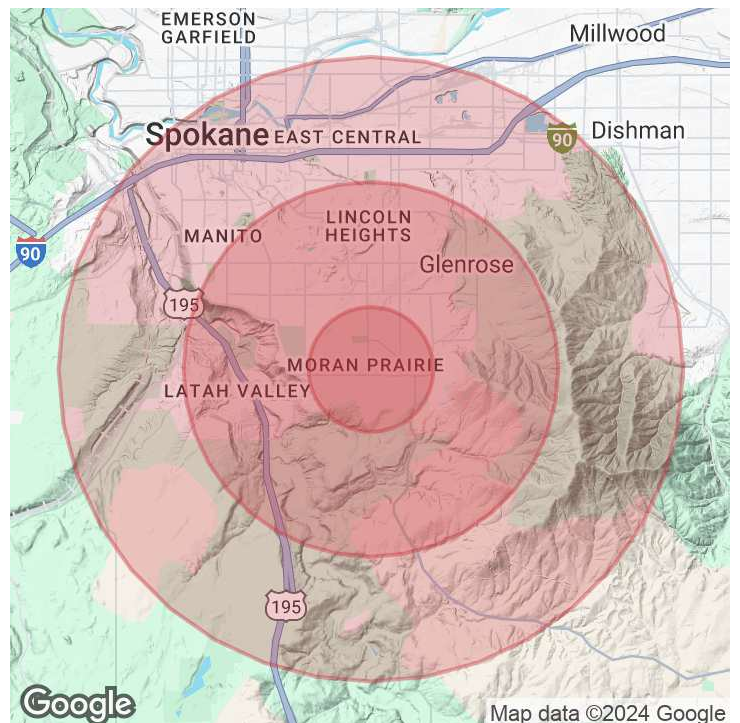 EMERSON
GARFIELD
Millwood
Spokane
EAST CENTRAL
90
Dishman
LINCOLN
HEIGHTS
MANITO
90
Glenrose
195
MORAN PRAIRIE
LATAH VALLEY
195
Google
Map data ©2024 Google